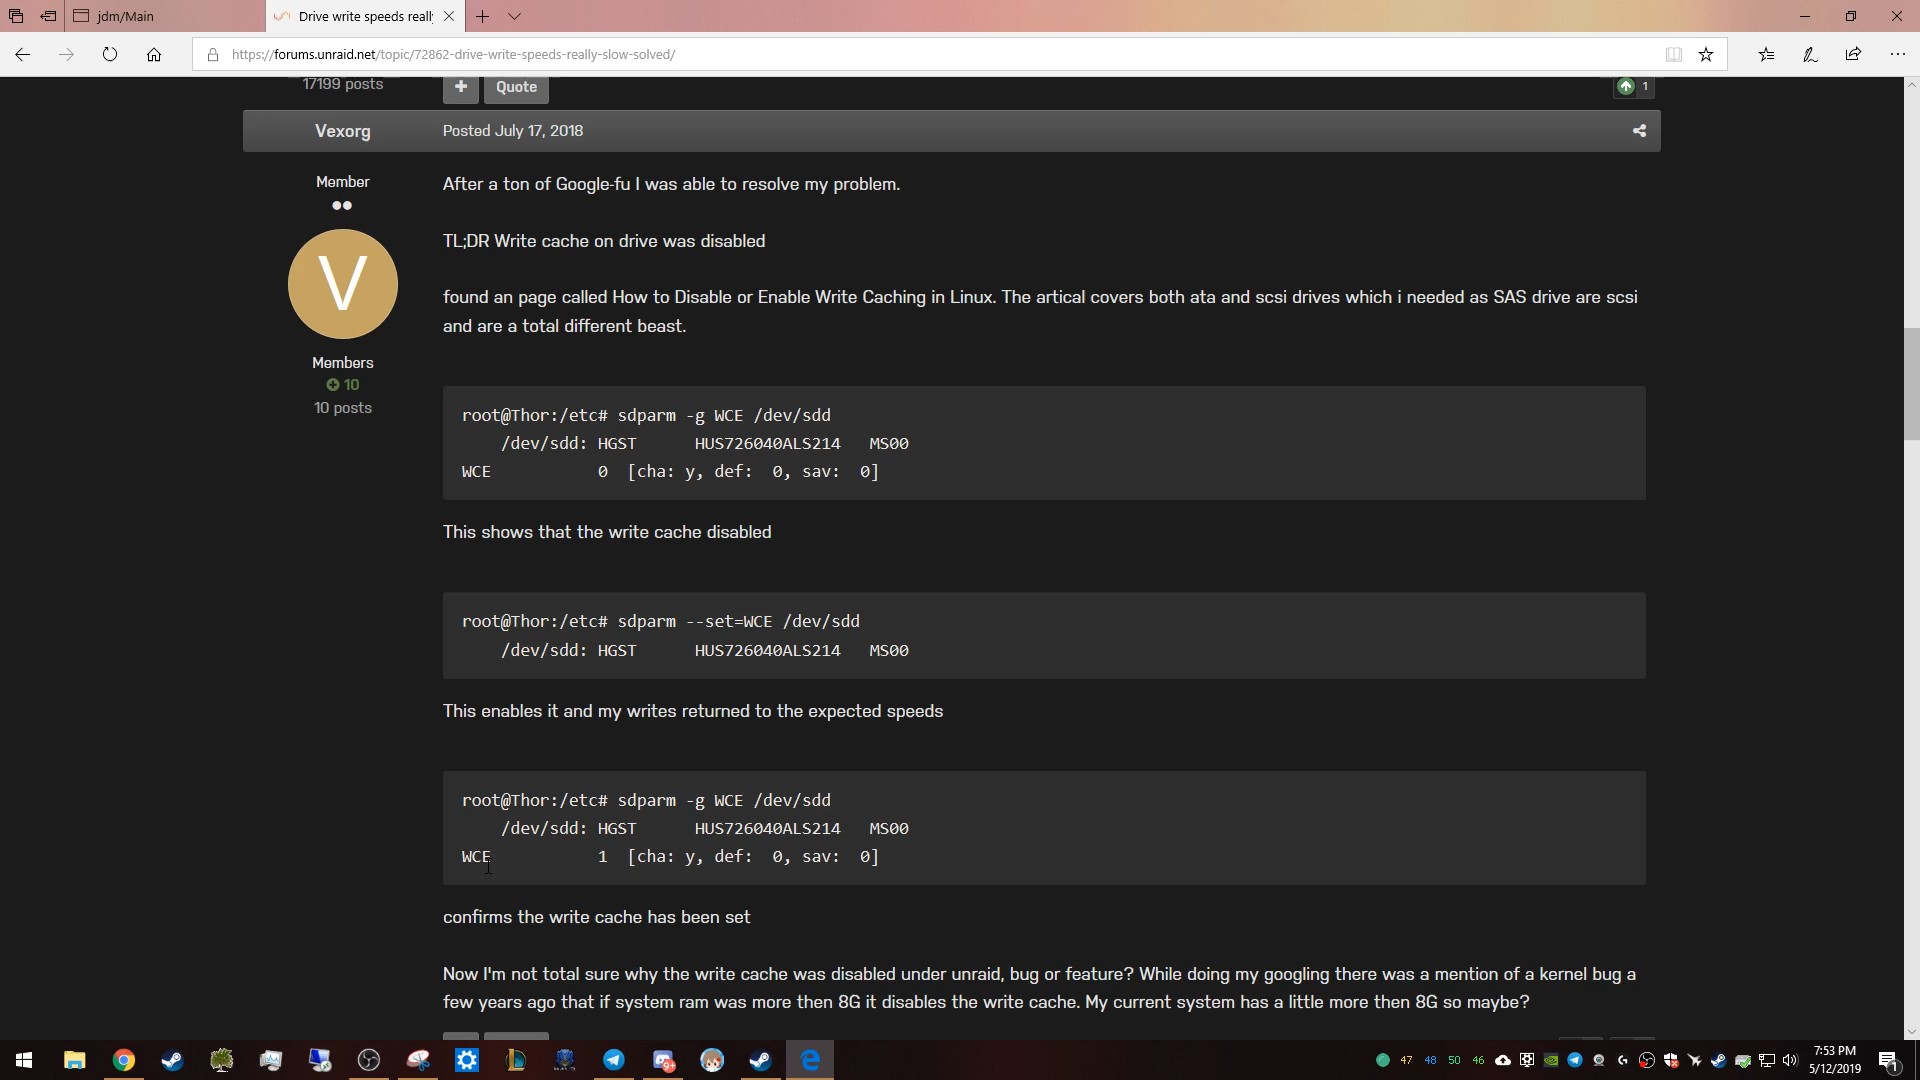 jdm/Main
Drive write speeds reall
https://forums.unraid.net/topic/72862-drive-write-speeds-really-slow-solved/
17199 posts
+ Quote
1
Vexorg
Posted July 17, 2018
Member
V
Members
10
10 posts
After a ton of Google-fu I was able to resolve my problem.
TL;DR Write cache on drive was disabled
found an page called How to Disable or Enable Write Caching in Linux. The artical covers both ata and scsi drives which i needed as SAS drive are scsi
and are a total different beast.
root@Thor:/etc# sdparm -g WCE /dev/sdd
/dev/sdd: HGST HUS726040ALS214 MS00
WCE 0 [cha: y, def: 0, sav: 0]
This shows that the write cache disabled
root@Thor:/etc# sdparm --set=WCE /dev/sdd
/dev/sdd: HGST HUS726040ALS214 MS00
This enables it and my writes returned to the expected speeds
root@Thor:/etc# sdparm -g WCE /dev/sdd
/dev/sdd: HGST HUS726040ALS214 MS00
WCE 1 [cha: y, def: 0, sav: 0]
confirms the write cache has been set
Now I'm not total sure why the write cache was disabled under unraid, bug or feature? While doing my googling there was a mention of a kernel bug a
few years ago that if system ram was more then 8G it disables the write cache. My current system has a little more then 8G so maybe?
47 48 50 46
7:53 PM
5/12/2019
1